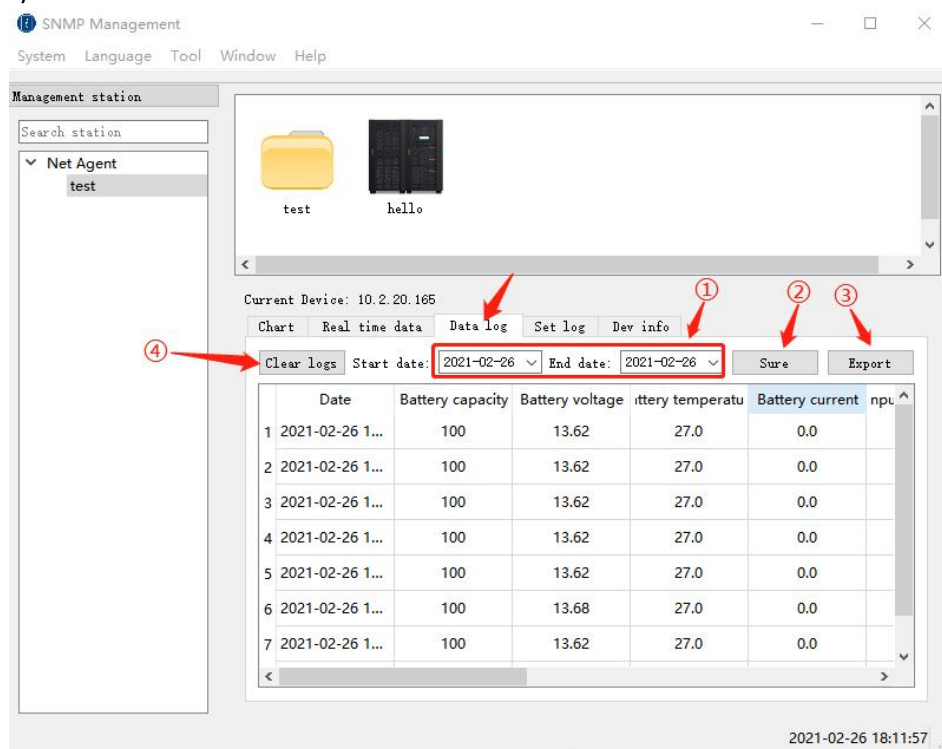 SNMP Management
System Language Tool Window Help
Management station
Search station
Net Agent
test
test hello
Current Device: 10.2.20.165
① ② ③
Chart Real time data Data log Set log Dev info
④
Clear logs Start date: 2021-02-26 End date: 2021-02-26 Sure Export
Date Battery capacity Battery voltage ttery temperatu Battery current npu
1 2021-02-26 1... 100 13.62 27.0 0.0
2 2021-02-26 1... 100 13.62 27.0 0.0
3 2021-02-26 1... 100 13.62 27.0 0.0
4 2021-02-26 1... 100 13.62 27.0 0.0
5 2021-02-26 1... 100 13.62 27.0 0.0
6 2021-02-26 1... 100 13.68 27.0 0.0
7 2021-02-26 1... 100 13.62 27.0 0.0
2021-02-26 18:11:57